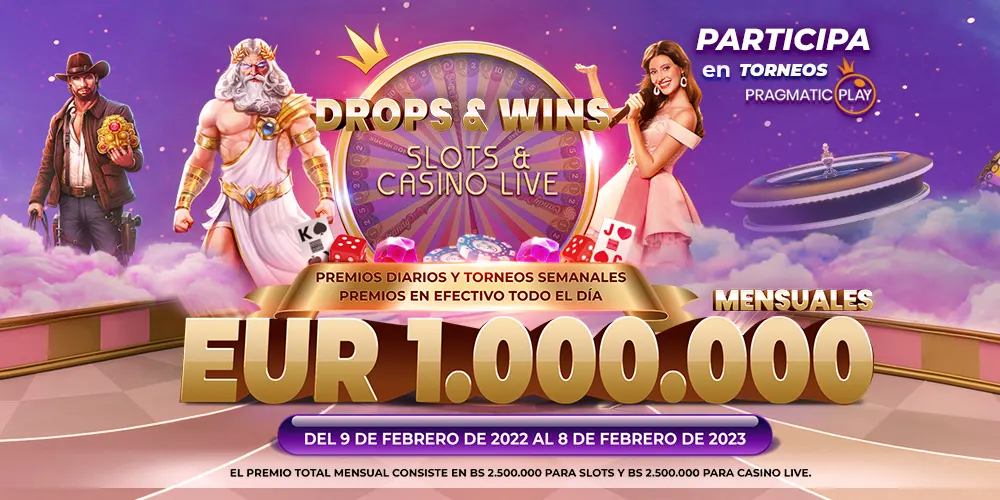 PARTICIPA
en TORNEOS
PRAGMATIC PLAY
DROPS & WINS
SLOTS &
CASINO LIVE
K
J
PREMIOS DIARIOS Y TORNEOS SEMANALES
PREMIOS EN EFECTIVO TODO EL DÍA
MENSUALES
EUR 1.000.000
DEL 9 DE FEBRERO DE 2022 AL 8 DE FEBRERO DE 2023
EL PREMIO TOTAL MENSUAL CONSISTE EN BS 2.500.000 PARA SLOTS Y BS 2.500.000 PARA CASINO LIVE.